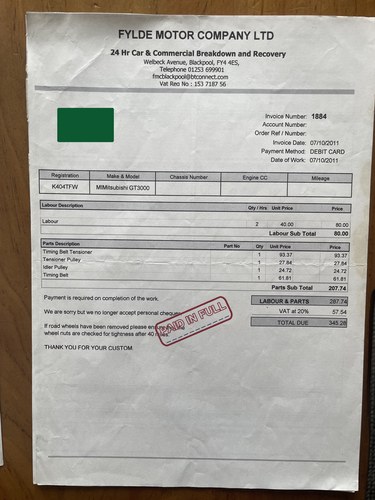 FYLDE MOTOR COMPANY LTD
24 Hr Car & Commercial Breakdown and Recovery
Welbeck Avenue, Blackpool, FY4 4ES,
Telephone 01253 699901
fmcblackpool@btconnect.com
Vat Reo No : 153 7187 56
Invoice Number: 1884
Account Number:
Order Ref / Number:
Invoice Date: 07/10/2011
Payment Method: DEBIT CARD
Date of Work: 07/10/2011
Registration Make & Model Chassis Number Engine CC Mileage
K404TFW MIMitsubishi GT3000
Labour Description Qty / Hrs Unit Price Price
Labour 2 40.00 80.00
Labour Sub Total 80.00
Parts Description Part No Qty Unit Price Price
Timing Belt Tensioner 1 93.37 93.37
Tensioner Pulley 1 27.84 27.84
Idler Pulley 1 24.72 24.72
Timing Belt 1 61.81 61.81
Parts Sub Total 207.74
Payment is required on completion of the work.
LABOUR & PARTS 287.74
We are sorry but we no longer accept personal cheques
VAT at 20% 57.54
TOTAL DUE 345.28
PAID IN FULL
If road wheels have been removed please
wheel nuts are checked for tightness after 40
THANK YOU FOR YOUR CUSTOM.